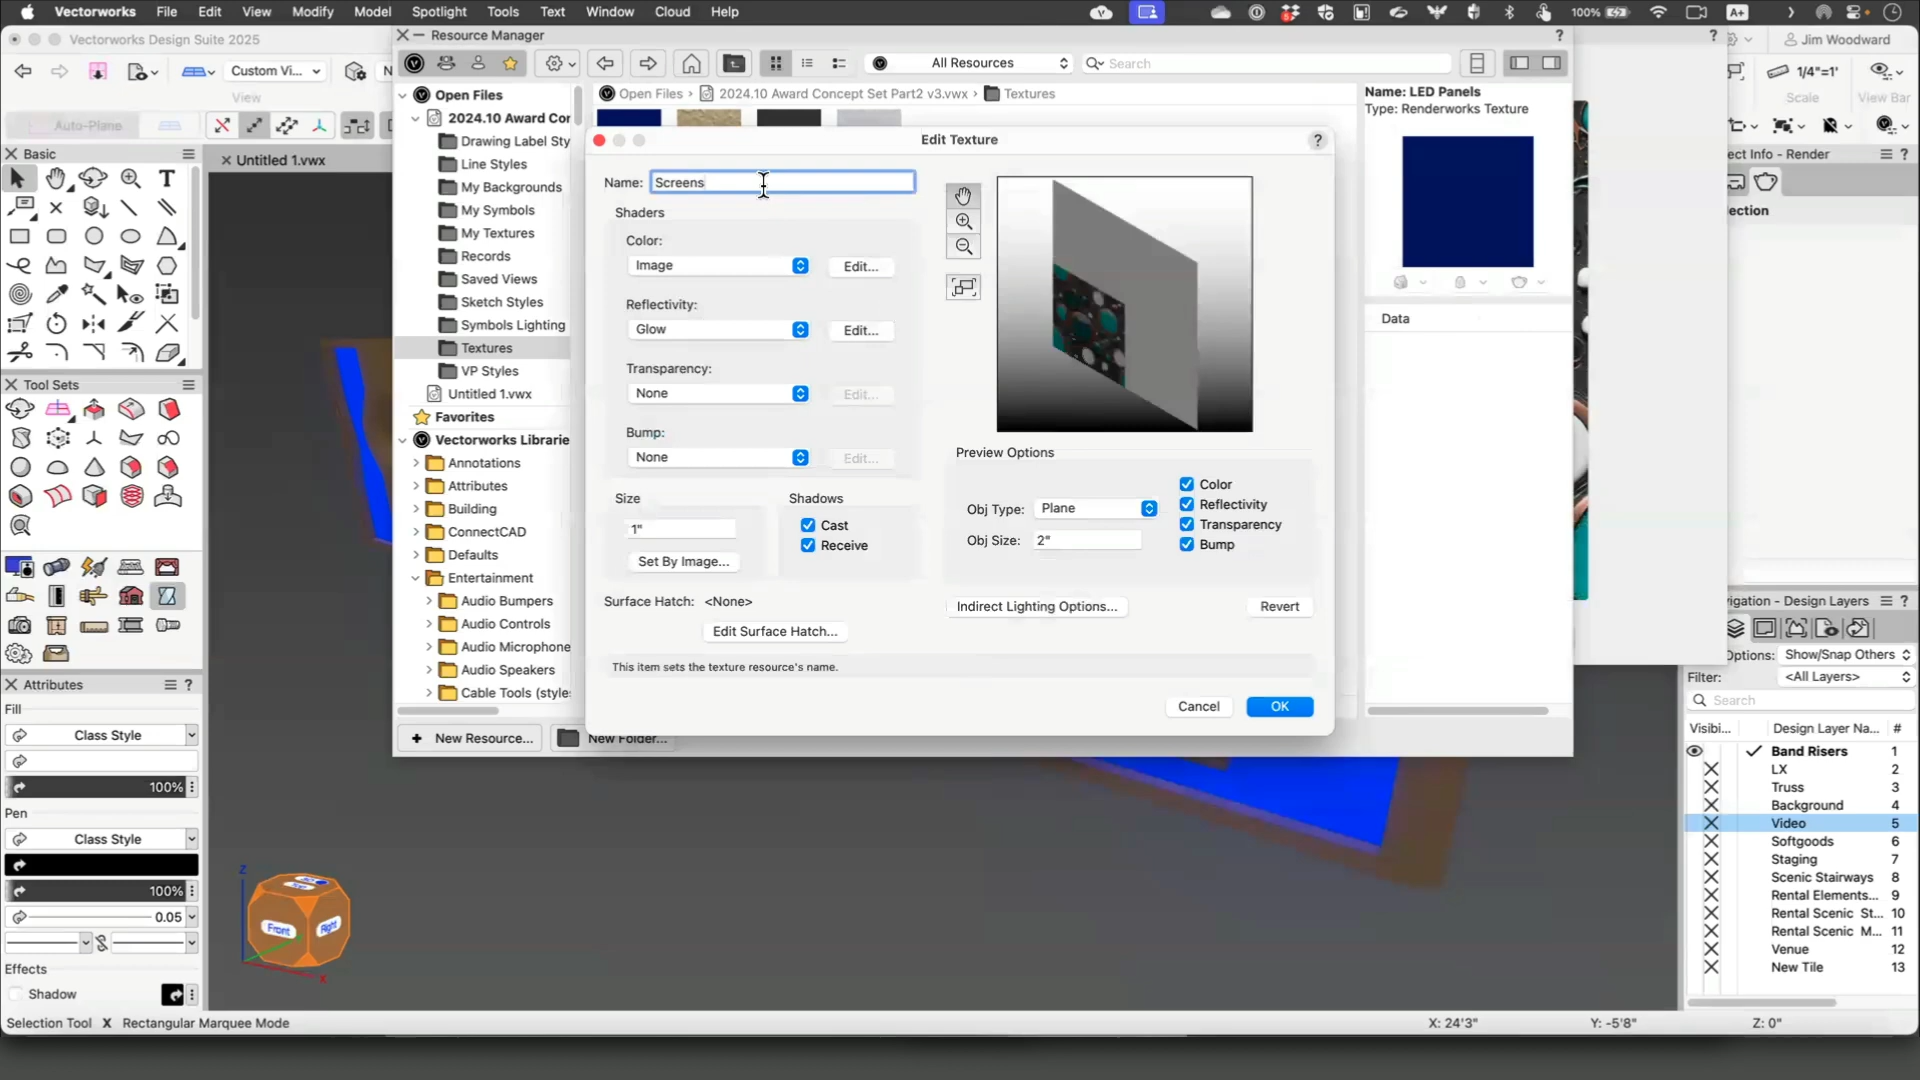 Vectorworks File Edit View Modify Model Spotlight Tools Text Window Cloud Help 100% A+
Vectorworks Design Suite 2025
Resource Manager
?
?
Jim Woodward
Custom Vi...
View
All Resources
Search
1/4"=1'
Scale
View Bar
Auto-Plane
Untitled 1.vwx
Basic
Open Files
2024.10 Award Cor
Drawing Label Sty
Line Styles
My Backgrounds
My Symbols
My Textures
Records
Saved Views
Sketch Styles
Symbols Lighting
Textures
VP Styles
Untitled 1.vwx
Favorites
Vectorworks Librarie
Annotations
Attributes
Building
ConnectCAD
Defaults
Entertainment
Audio Bumpers
Audio Controls
Audio Microphone
Audio Speakers
Cable Tools (style
New Resource...
New Folder...
Open Files › 2024.10 Award Concept Set Part2 v3.vwx › Textures
Name: LED Panels
Type: Renderworks Texture
Data
Edit Texture
?
Name: Screens
Shaders
Color:
Image
Edit...
Reflectivity:
Glow
Edit...
Transparency:
None
Edit...
Bump:
None
Edit...
Size
1"
Set By Image...
Shadows
Cast
Receive
Surface Hatch: <None>
Edit Surface Hatch...
This item sets the texture resource's name.
Preview Options
Obj Type: Plane
Obj Size: 2"
Color
Reflectivity
Transparency
Bump
Indirect Lighting Options...
Revert
Cancel
OK
Tool Sets
Attributes ?
Fill
Class Style
100%
Pen
Class Style
100%
0.05
Effects
Shadow
Z
Front
Right
X
ect Info - Render ?
ection
vigation - Design Layers ?
Options: Show/Snap Others
Filter: <All Layers>
Search
Visibi... Design Layer Na... #
Band Risers 1
LX 2
Truss 3
Background 4
Video 5
Softgoods 6
Staging 7
Scenic Stairways 8
Rental Elements... 9
Rental Scenic St... 10
Rental Scenic M... 11
Venue 12
New Tile 13
Selection Tool X Rectangular Marquee Mode
X: 24'3" Y: -5'8" Z: 0"